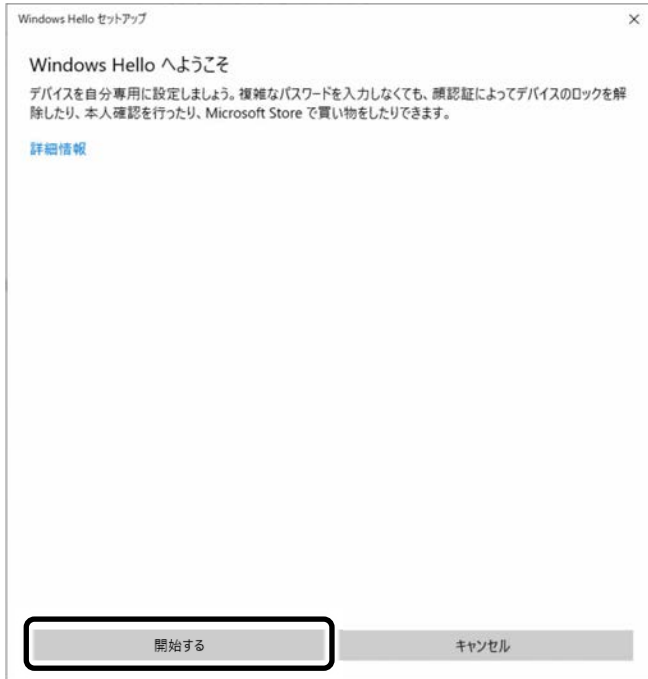 Windows Hello セットアップ
Windows Hello へようこそ
デバイスを自分専用に設定しましょう。複雑なパスワードを入力しなくても、顔認証によってデバイスのロックを解
除したり、本人確認を行ったり、Microsoft Store で買い物をしたりできます。
詳細情報
開始する
キャンセル